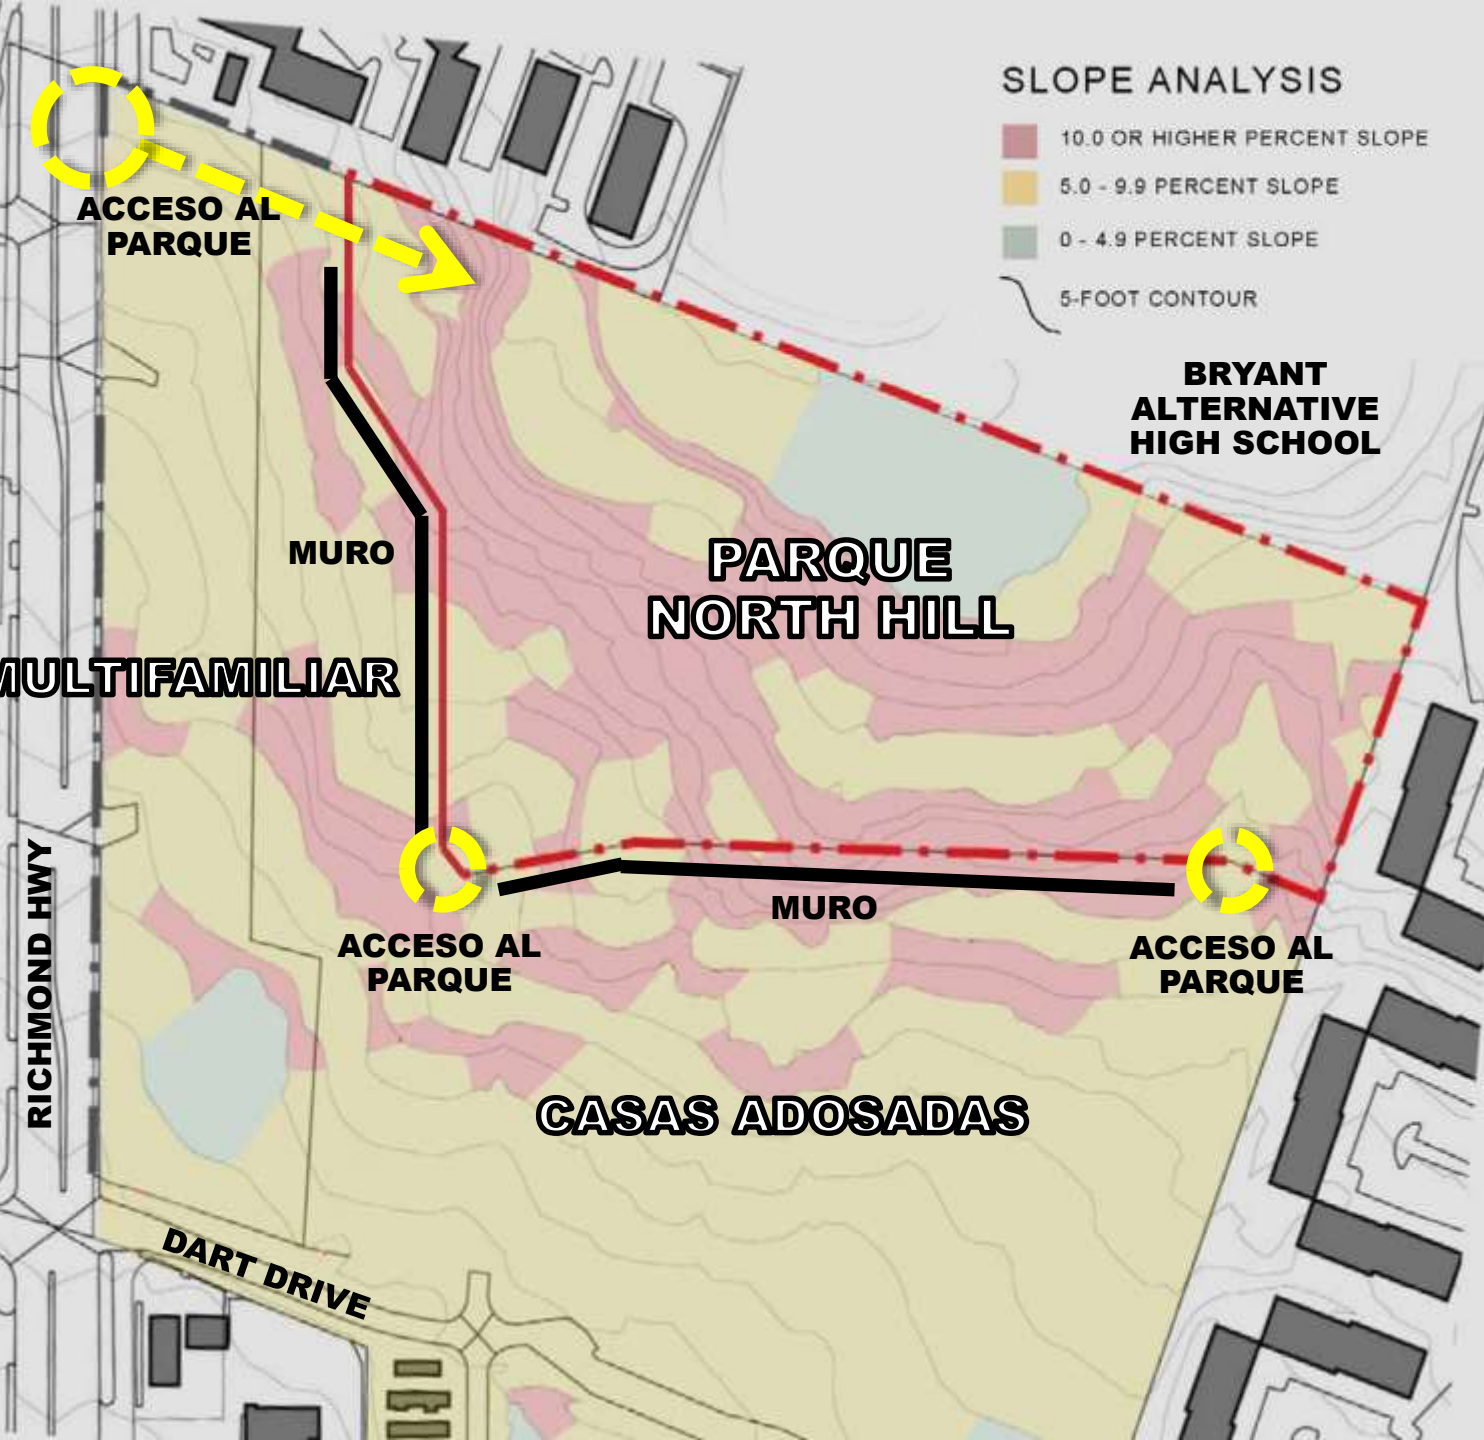 SLOPE ANALYSIS
10.0 OR HIGHER PERCENT SLOPE
5.0 - 9.9 PERCENT SLOPE
0 - 4.9 PERCENT SLOPE
5-FOOT CONTOUR
ACCESO AL
PARQUE
BRYANT
ALTERNATIVE
HIGH SCHOOL
MURO
PARQUE
NORTH HILL
MULTIFAMILIAR
RICHMOND HWY
MURO
ACCESO AL
PARQUE
ACCESO AL
PARQUE
CASAS ADOSADAS
DART DRIVE